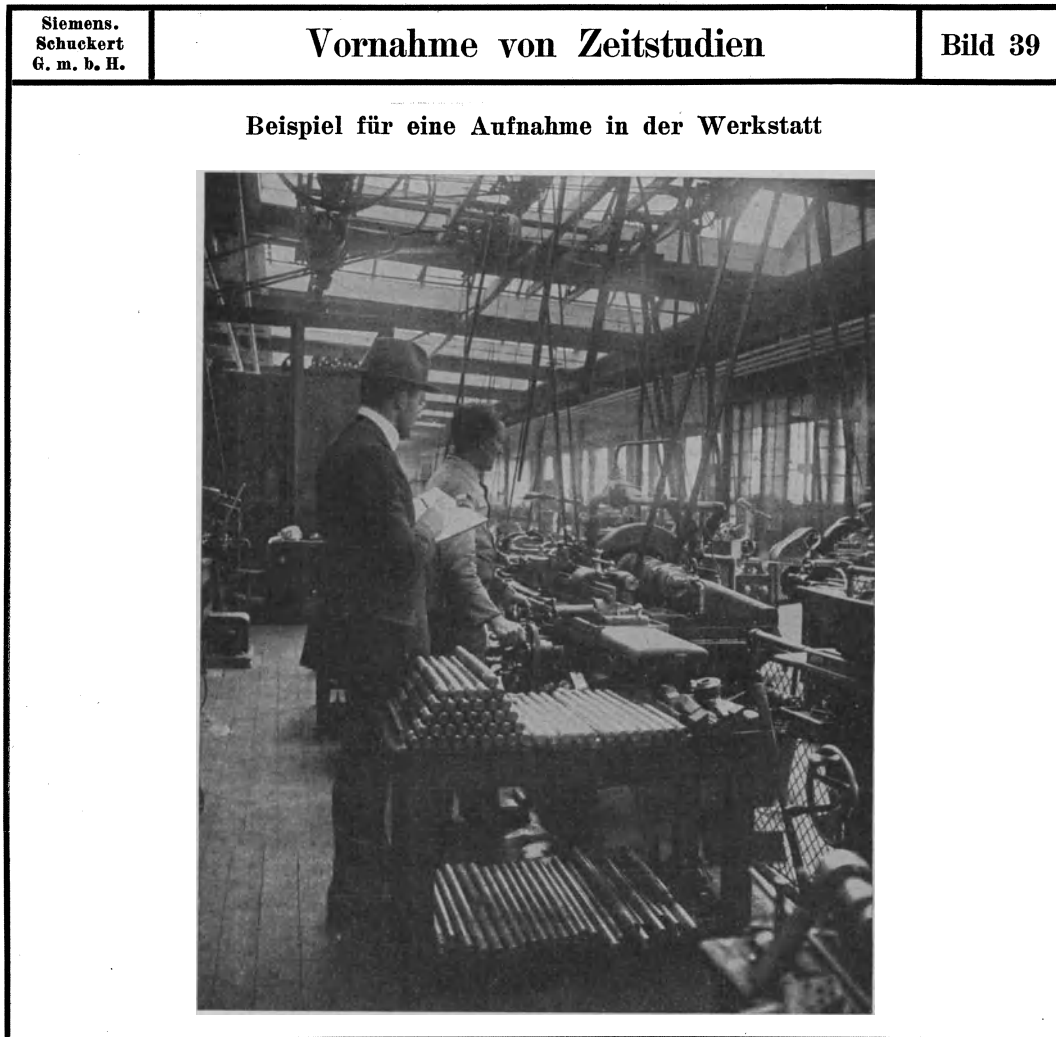 Siemens.
Schuckert
G. m. b. H.
Vornahme von Zeitstudien
Bild 39
Beispiel für eine Aufnahme in der Werkstatt